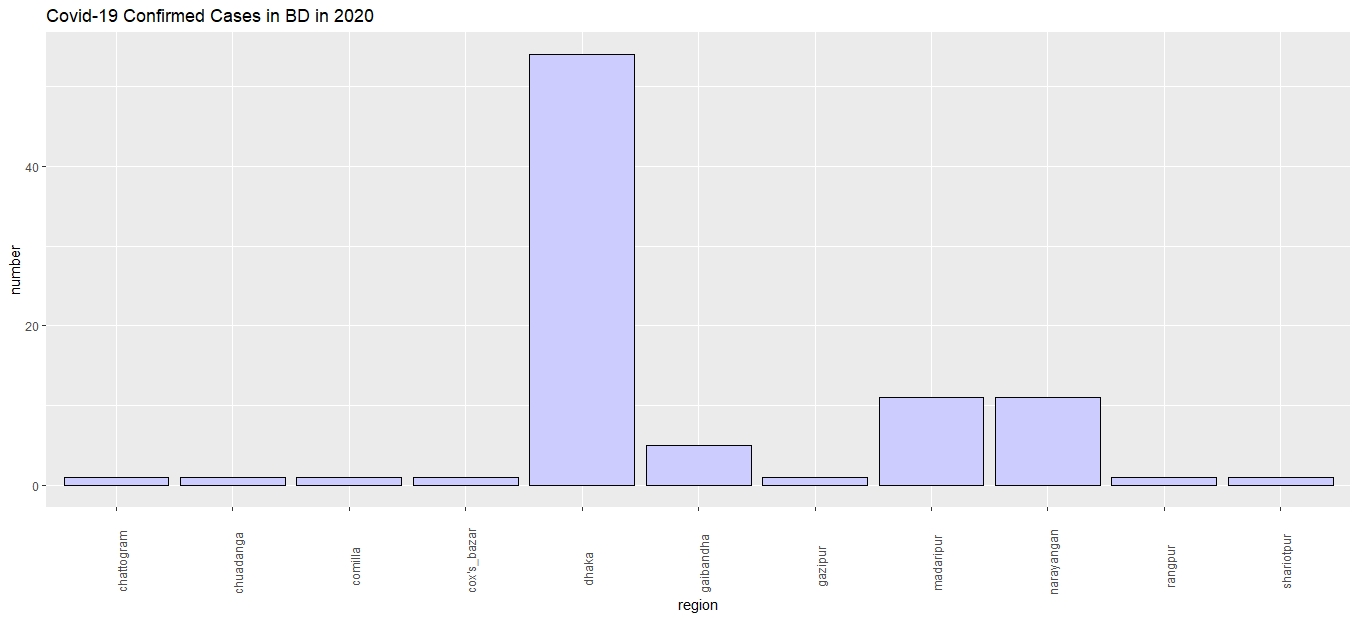 Covid-19 Confirmed Cases in BD in 2020
number
40
20
0
chattogram
chuadanga
comilla
cox's_bazar
dhaka
gaibandha
gazipur
madaripur
narayangan
rangpur
shariotpur
region